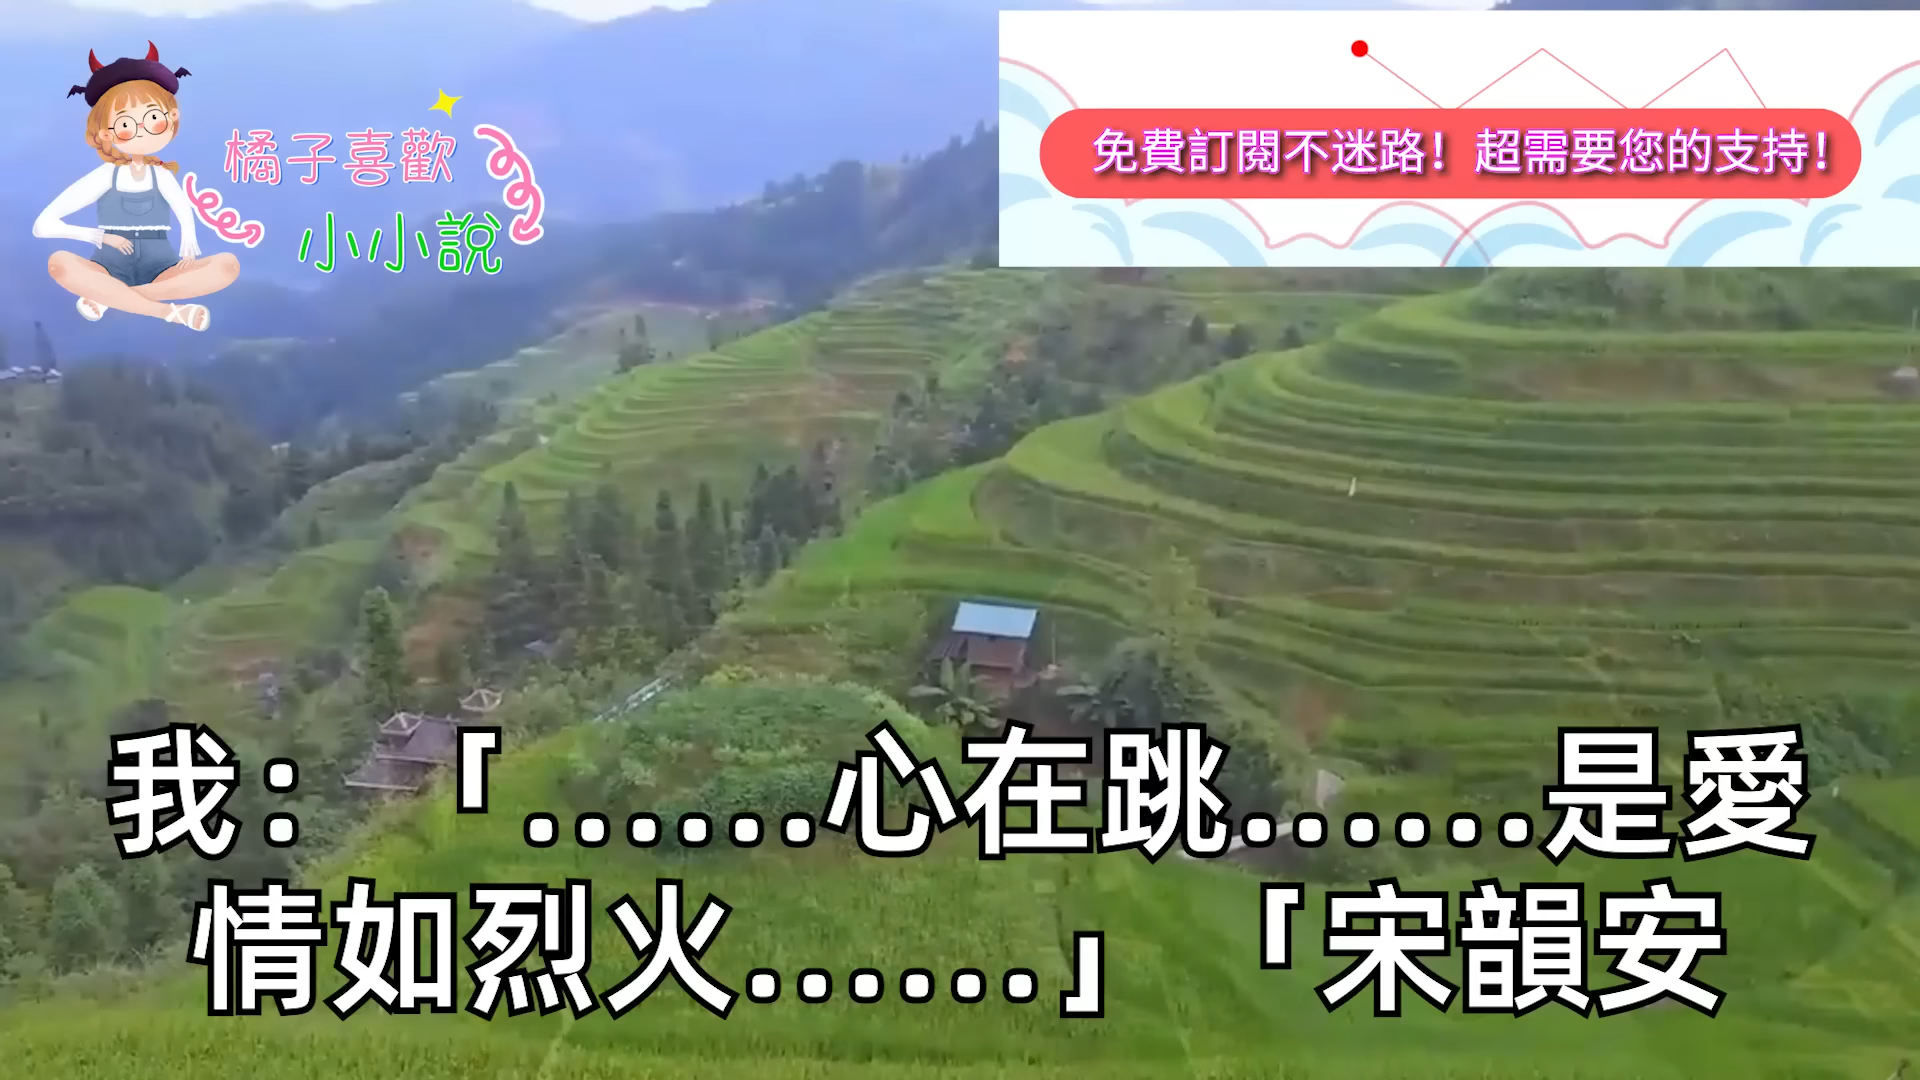 橘子喜歡
小小說
免費訂閱不迷路！超需要您的支持！
我：「......心在跳......是愛
情如烈火......」「宋韻安